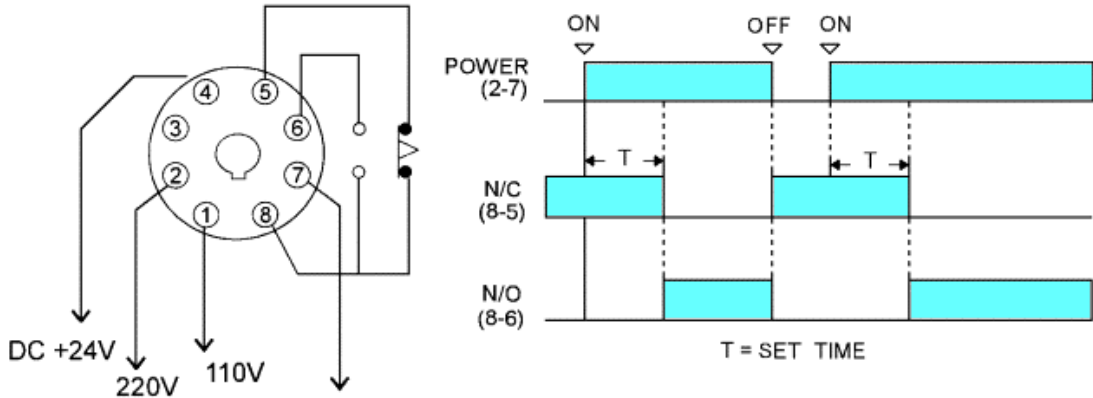 4
5
3
6
2
7
1
8
DC +24V
220V
110V
ON
OFF
ON
POWER
(2-7)
T
T
N/C
(8-5)
N/O
(8-6)
T = SET TIME